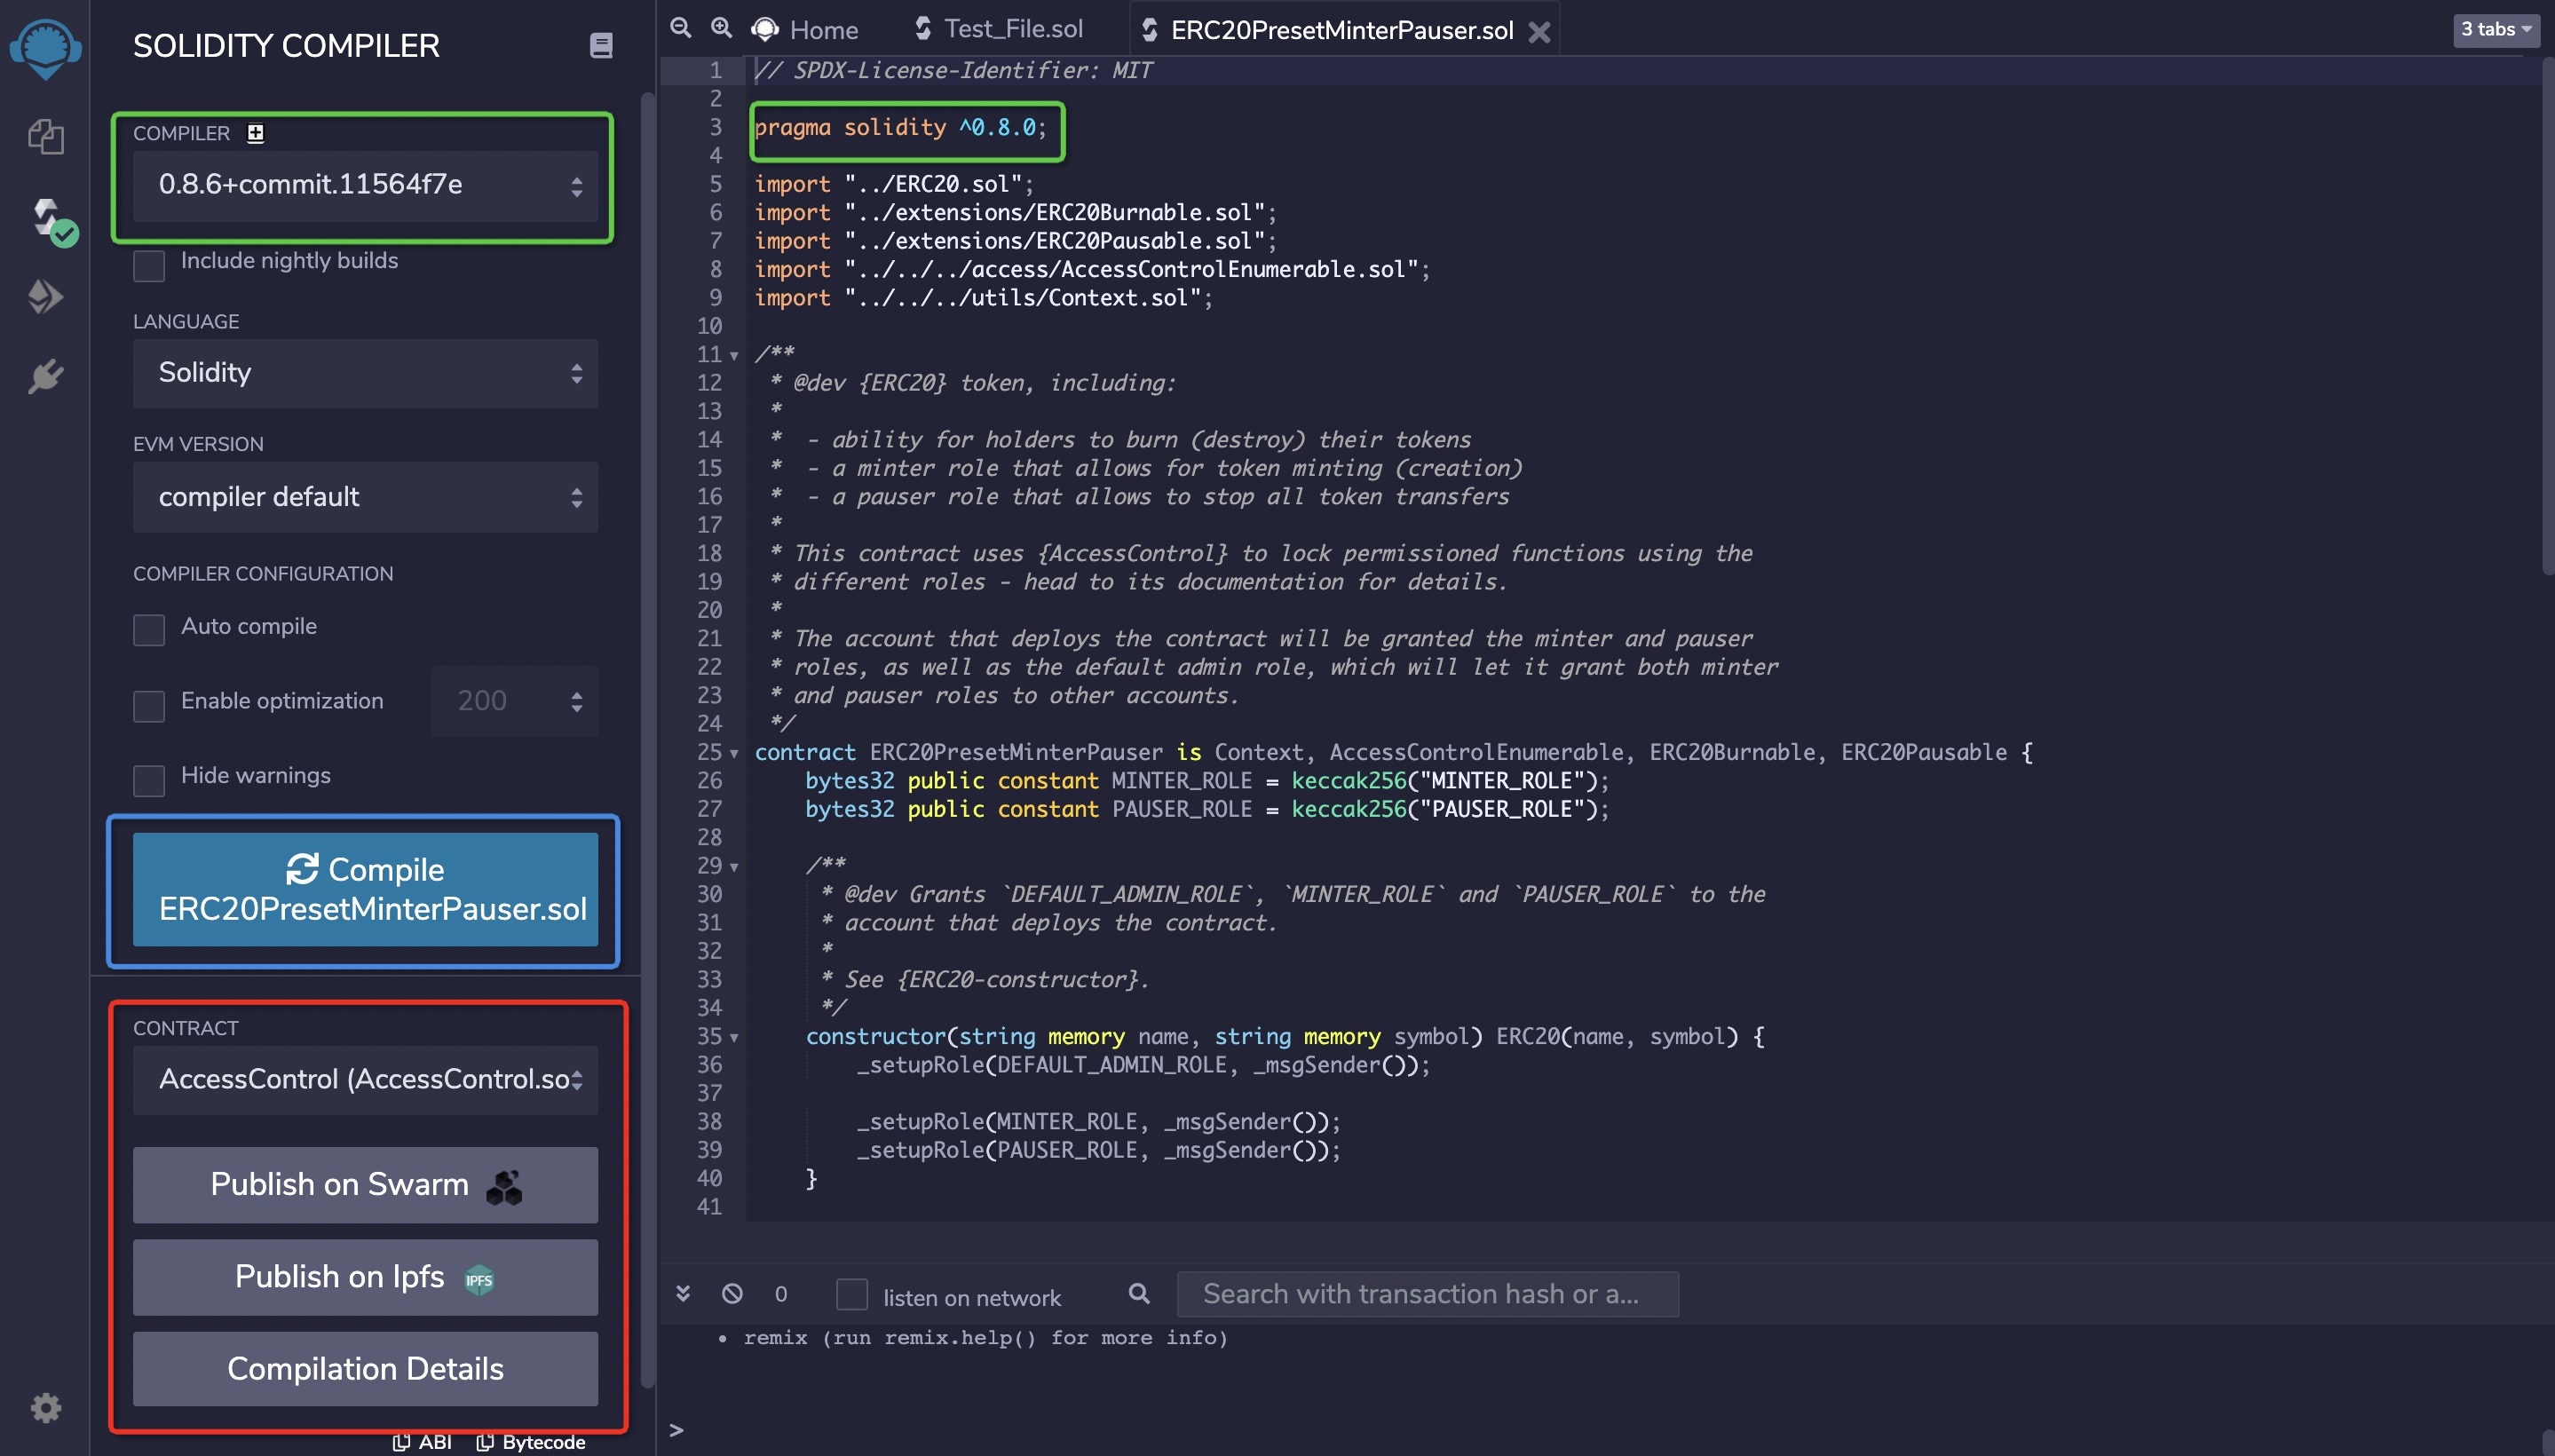 SOLIDITY COMPILER
COMPILER
0.8.6+commit.11564f7e
Include nightly builds
LANGUAGE
Solidity
EVM VERSION
compiler default
COMPILER CONFIGURATION
Auto compile
Enable optimization
200
Hide warnings
Compile
ERC20PresetMinterPauser.sol
CONTRACT
AccessControl (AccessControl.so
Publish on Swarm
Publish on Ipfs
IPFS
Compilation Details
ABI
Bytecode
Home
Test_File.sol
ERC20PresetMinterPauser.sol
3 tabs
1 // SPDX-License-Identifier: MIT
2
3 pragma solidity ^0.8.0;
4
5 import "../ERC20.sol";
6 import "../extensions/ERC20Burnable.sol";
7 import "../extensions/ERC20Pausable.sol";
8 import "../../../access/AccessControlEnumerable.sol";
9 import "../../../utils/Context.sol";
10
11 /**
12 * @dev {ERC20} token, including:
13 *
14 * - ability for holders to burn (destroy) their tokens
15 * - a minter role that allows for token minting (creation)
16 * - a pauser role that allows to stop all token transfers
17 *
18 * This contract uses {AccessControl} to lock permissioned functions using the
19 * different roles - head to its documentation for details.
20 *
21 * The account that deploys the contract will be granted the minter and pauser
22 * roles, as well as the default admin role, which will let it grant both minter
23 * and pauser roles to other accounts.
24 */
25 contract ERC20PresetMinterPauser is Context, AccessControlEnumerable, ERC20Burnable, ERC20Pausable {
26 bytes32 public constant MINTER_ROLE = keccak256("MINTER_ROLE");
27 bytes32 public constant PAUSER_ROLE = keccak256("PAUSER_ROLE");
28
29 /**
30 * @dev Grants `DEFAULT_ADMIN_ROLE`, `MINTER_ROLE` and `PAUSER_ROLE` to the
31 * account that deploys the contract.
32 *
33 * See {ERC20-constructor}.
34 */
35 constructor(string memory name, string memory symbol) ERC20(name, symbol) {
36 _setupRole(DEFAULT_ADMIN_ROLE, _msgSender());
37
38 _setupRole(MINTER_ROLE, _msgSender());
39 _setupRole(PAUSER_ROLE, _msgSender());
40 }
41
0
listen on network
Search with transaction hash or a...
• remix (run remix.help() for more info)
>